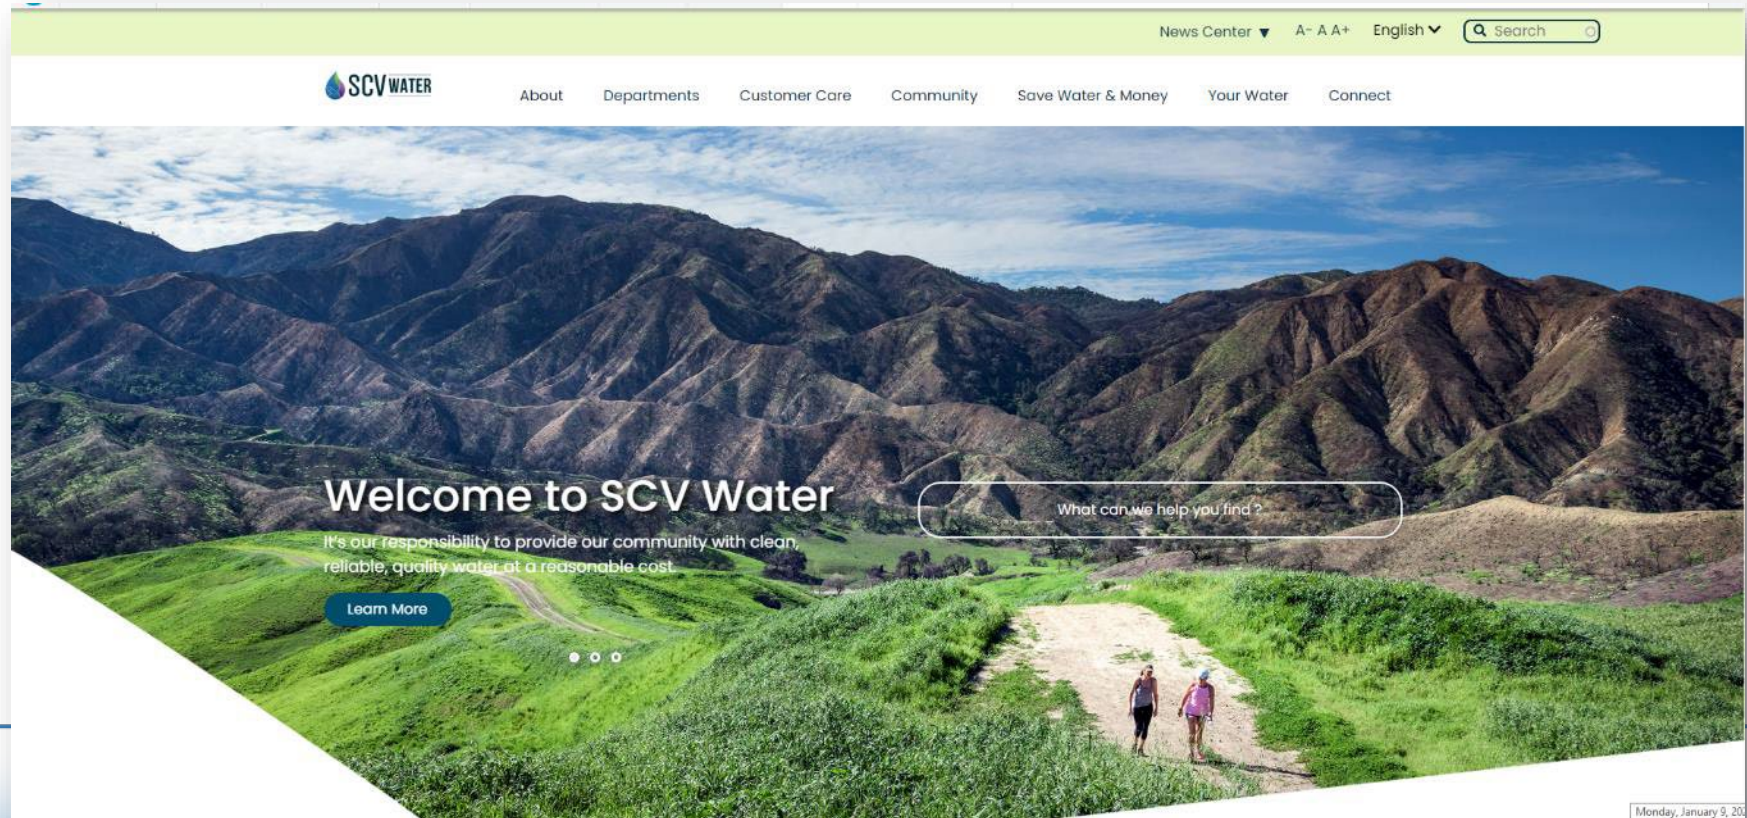 News Center ▼ A- A A+ English Search
SCV WATER
About Departments Customer Care Community Save Water & Money Your Water Connect
Welcome to SCV Water
What can we help you find ?
It's our responsibility to provide our community with clean,
reliable, quality water at a reasonable cost.
Learn More
Monday, January 9,